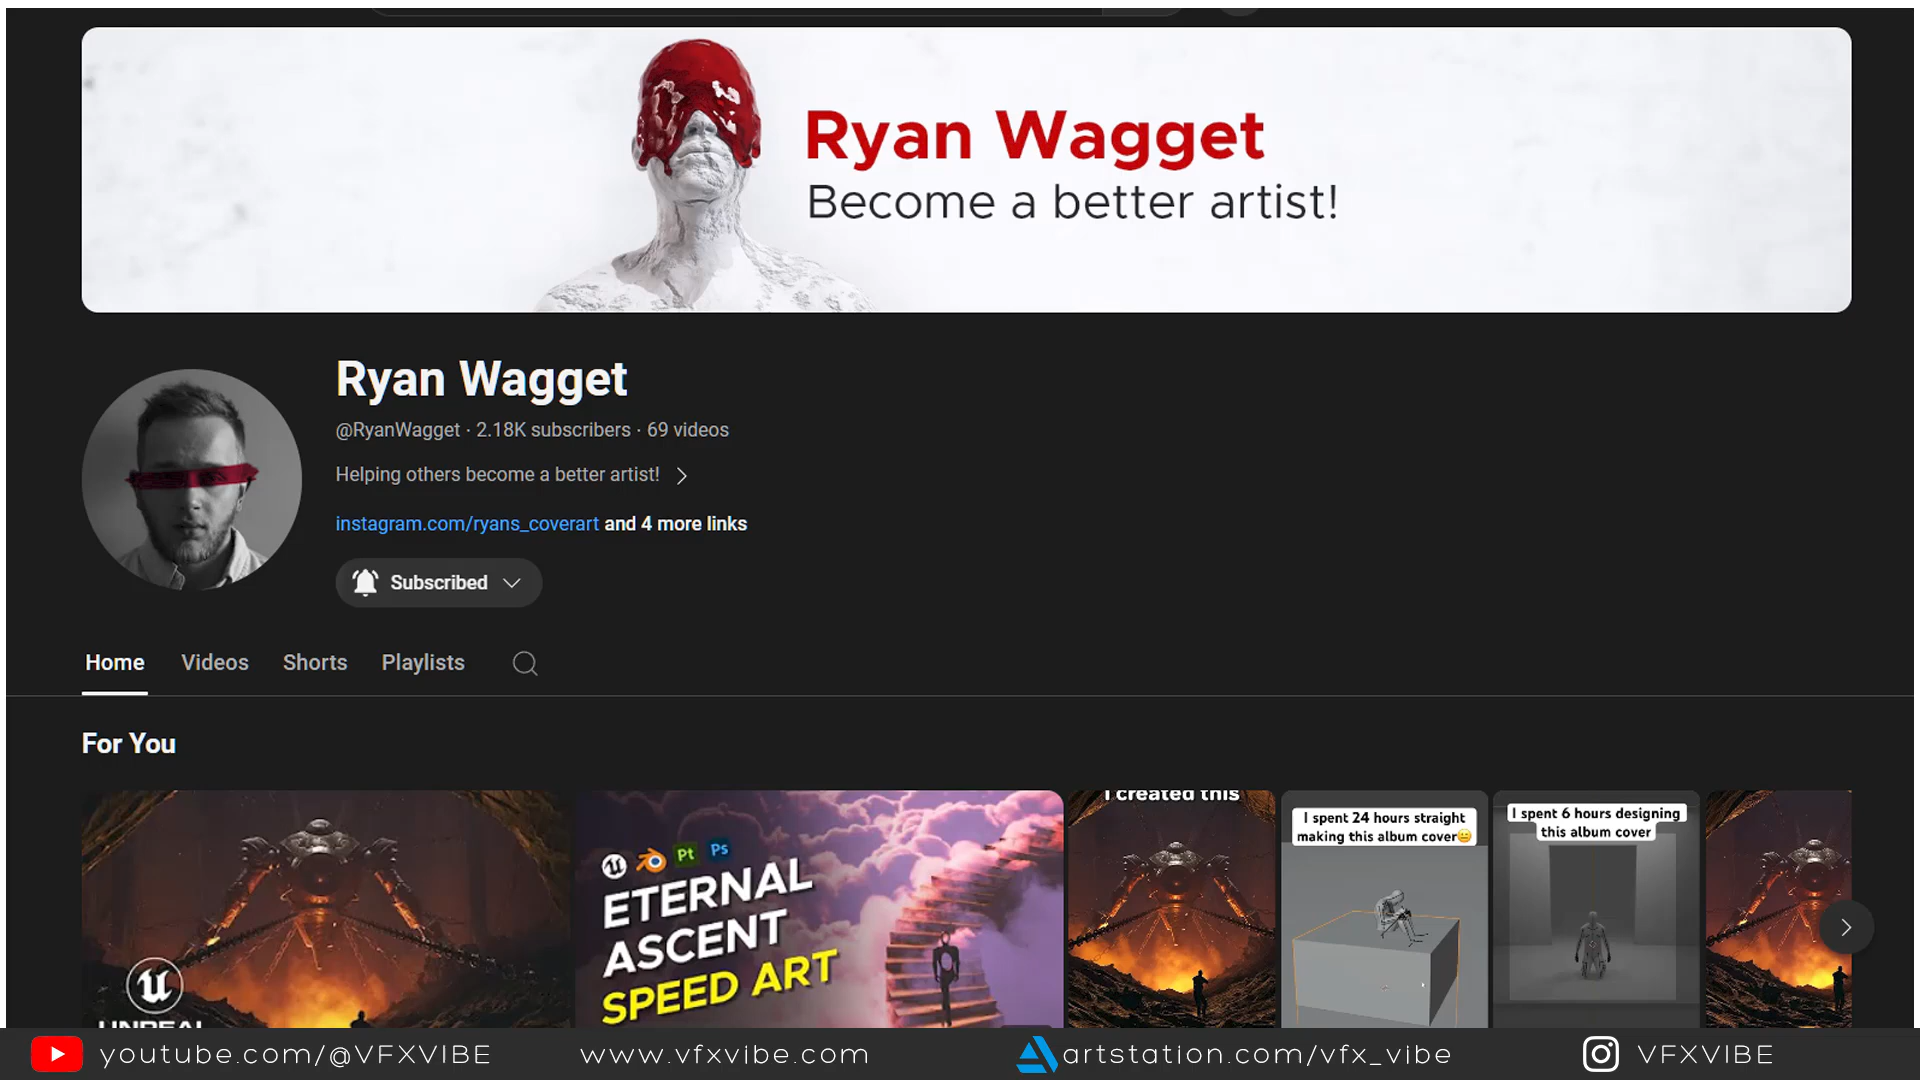 Ryan Wagget
Become a better artist!
Ryan Wagget
@RyanWagget · 2.18K subscribers · 69 videos
Helping others become a better artist!
instagram.com/ryans_coverart and 4 more links
Subscribed
Home Videos Shorts Playlists
For You
UNREAL
Pt Ps
ETERNAL
ASCENT
SPEED ART
I created this
I spent 24 hours straight
making this album cover😐
I spent 6 hours designing
this album cover
youtube.com/@VFXVIBE www.vfxvibe.com artstation.com/vfx_vibe VFXVIBE